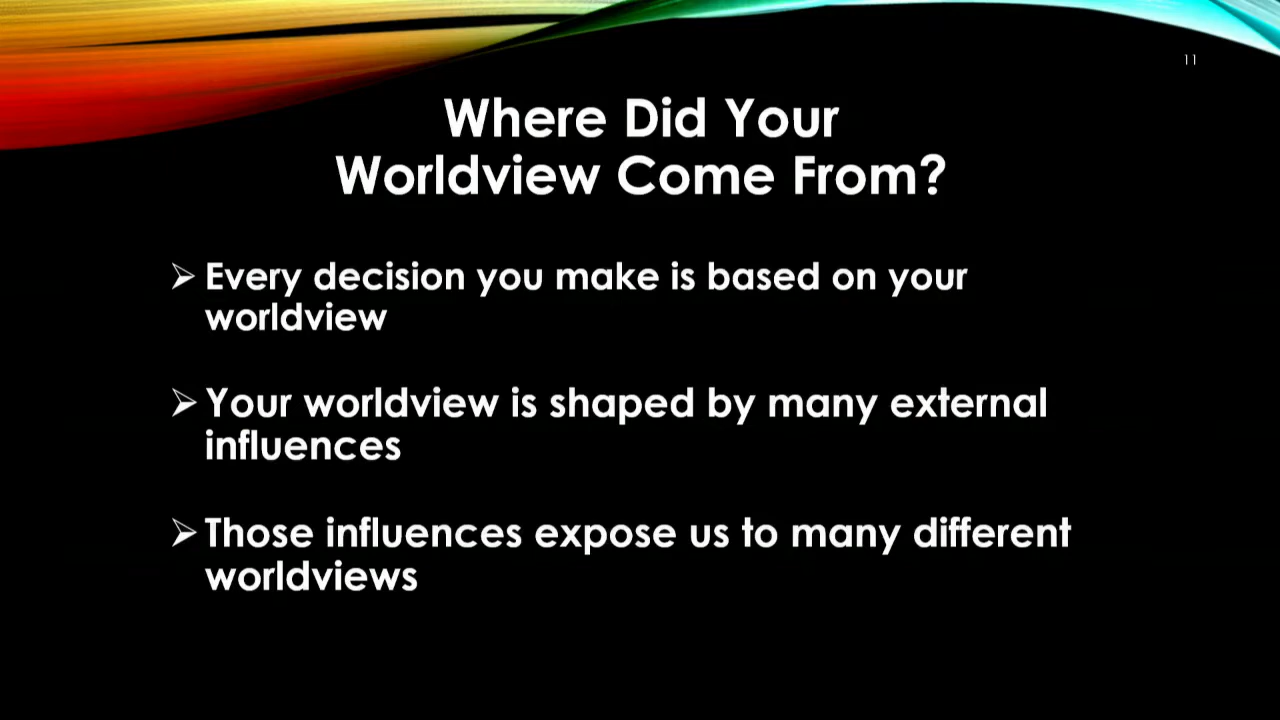 11
Where Did Your
Worldview Come From?
➢ Every decision you make is based on your
worldview
➢ Your worldview is shaped by many external
influences
➢ Those influences expose us to many different
worldviews